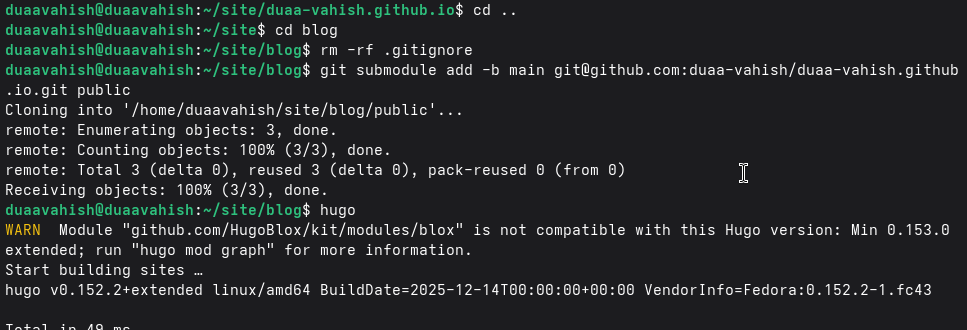 duaavahish@duaavahish:~/site/duaa-vahish.github.io$ cd ..
duaavahish@duaavahish:~/site$ cd blog
duaavahish@duaavahish:~/site/blog$ rm -rf .gitignore
duaavahish@duaavahish:~/site/blog$ git submodule add -b main git@github.com:duaa-vahish/duaa-vahish.github
.io.git public
Cloning into '/home/duaavahish/site/blog/public'...
remote: Enumerating objects: 3, done.
remote: Counting objects: 100% (3/3), done.
remote: Total 3 (delta 0), reused 3 (delta 0), pack-reused 0 (from 0)
Receiving objects: 100% (3/3), done.
duaavahish@duaavahish:~/site/blog$ hugo
WARN  Module "github.com/HugoBlox/kit/modules/blox" is not compatible with this Hugo version: Min 0.153.0
extended; run "hugo mod graph" for more information.
Start building sites …
hugo v0.152.2+extended linux/amd64 BuildDate=2025-12-14T00:00:00+00:00 VendorInfo=Fedora:0.152.2-1.fc43
Total in 49 ms